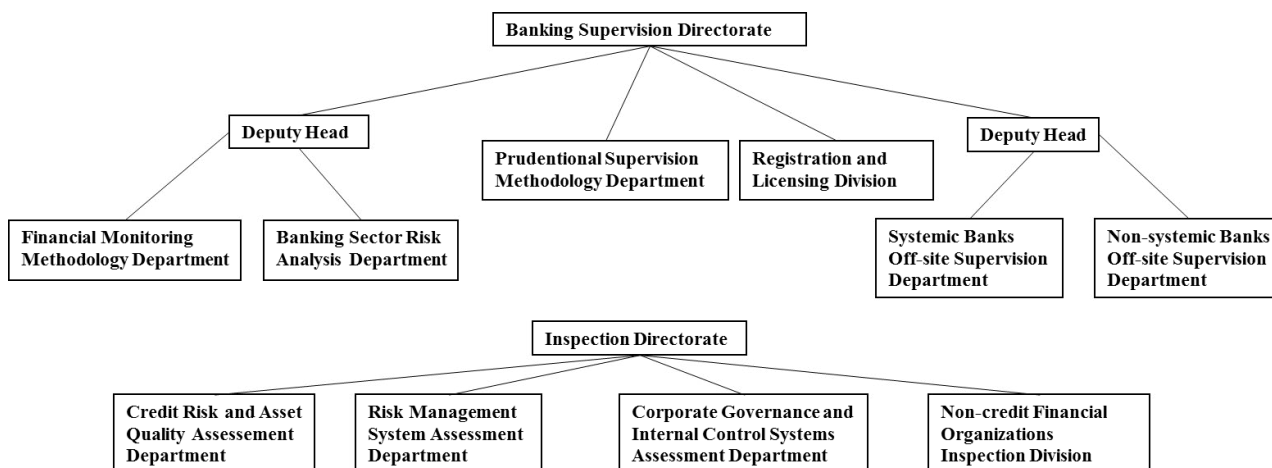 Banking Supervision Directorate
Deputy Head
Deputy Head
Prudentional Supervision
Methodology Department
Registration and
Licensing Division
Financial Monitoring
Methodology Department
Banking Sector Risk
Analysis Department
Systemic Banks
Off-site Supervision
Department
Non-systemic Banks
Off-site Supervision
Department
Inspection Directorate
Credit Risk and Asset
Quality Assessement
Department
Risk Management
System Assessment
Department
Corporate Governance and
Internal Control Systems
Assessment Department
Non-credit Financial
Organizations
Inspection Division